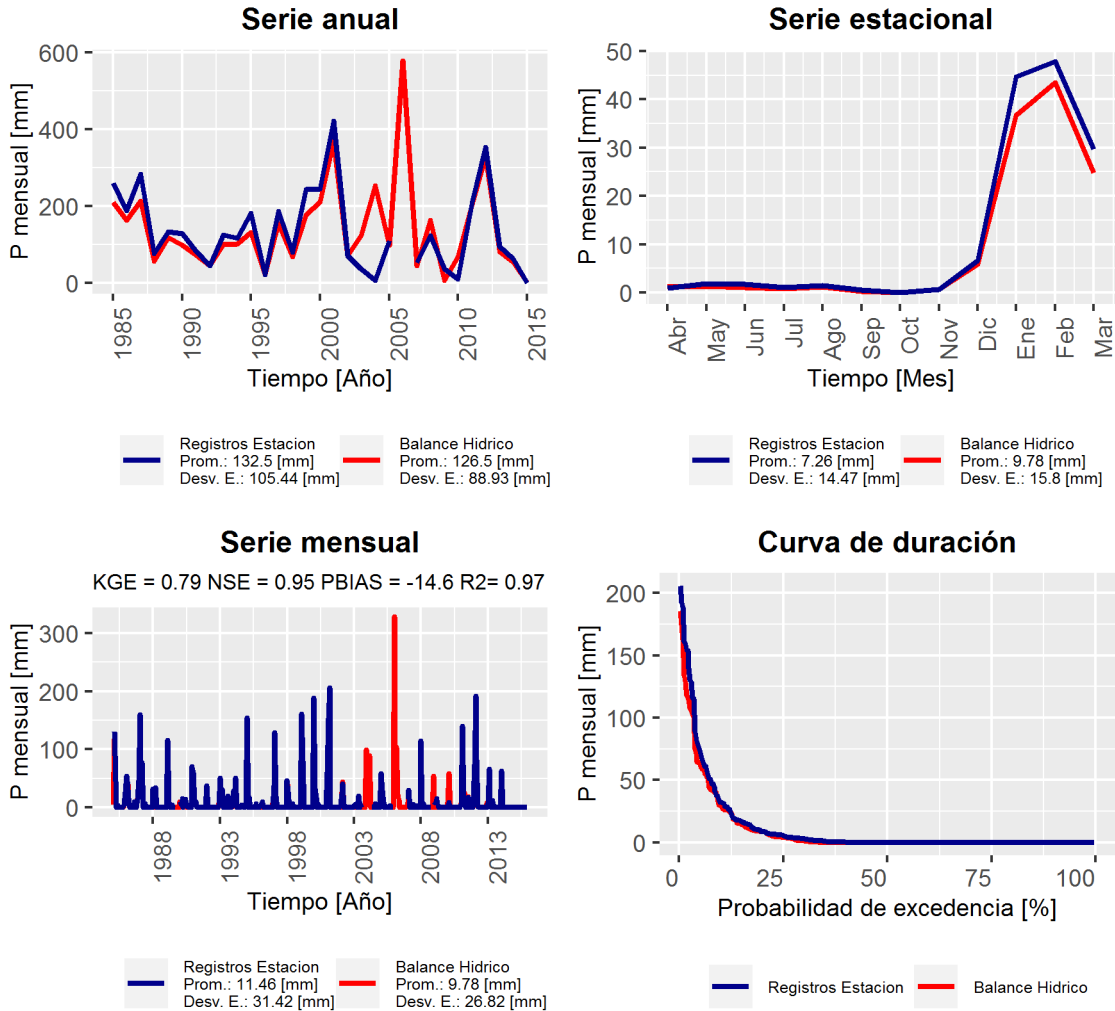 Serie anual
P mensual [mm]
600
400
200
0
1985
1990
1995
2000
2005
2010
2015
Tiempo [Año]
Registros Estacion
Prom.: 132.5 [mm]
Desv. E.: 105.44 [mm]
Balance Hidrico
Prom.: 126.5 [mm]
Desv. E.: 88.93 [mm]
Serie estacional
P mensual [mm]
50
40
30
20
10
0
Abr
May
Jun
Jul
Ago
Sep
Oct
Nov
Dic
Ene
Feb
Mar
Tiempo [Mes]
Registros Estacion
Prom.: 7.26 [mm]
Desv. E.: 14.47 [mm]
Balance Hidrico
Prom.: 9.78 [mm]
Desv. E.: 15.8 [mm]
Serie mensual
KGE = 0.79 NSE = 0.95 PBIAS = -14.6 R2= 0.97
P mensual [mm]
300
200
100
0
1988
1993
1998
2003
2008
2013
Tiempo [Año]
Registros Estacion
Prom.: 11.46 [mm]
Desv. E.: 31.42 [mm]
Balance Hidrico
Prom.: 9.78 [mm]
Desv. E.: 26.82 [mm]
Curva de duración
P mensual [mm]
200
150
100
50
0
0
25
50
75
100
Probabilidad de excedencia [%]
Registros Estacion
Balance Hidrico